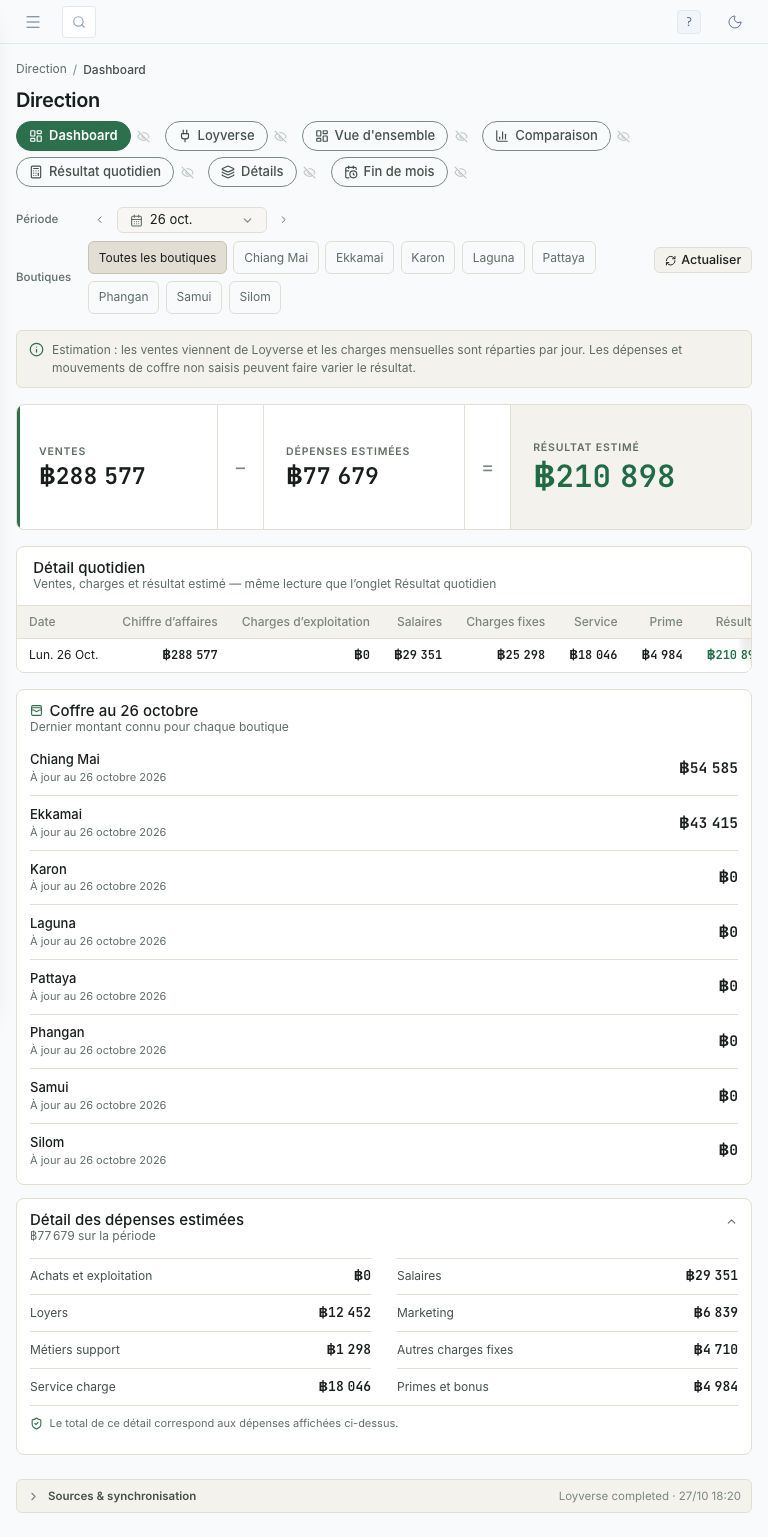 ?
Direction / Dashboard
Direction
Dashboard Loyverse Vue d'ensemble Comparaison
Résultat quotidien Détails Fin de mois
Période 26 oct.
Boutiques Toutes les boutiques Chiang Mai Ekkamai Karon Laguna Pattaya Actualiser
Phangan Samui Silom
Estimation : les ventes viennent de Loyverse et les charges mensuelles sont réparties par jour. Les dépenses et
mouvements de coffre non saisis peuvent faire varier le résultat.
VENTES
฿288 577
−
DÉPENSES ESTIMÉES
฿77 679
=
RÉSULTAT ESTIMÉ
฿210 898
Détail quotidien
Ventes, charges et résultat estimé — même lecture que l’onglet Résultat quotidien
Date Chiffre d’affaires Charges d’exploitation Salaires Charges fixes Service Prime Résult
Lun. 26 Oct. ฿288 577 ฿0 ฿29 351 ฿25 298 ฿18 046 ฿4 984 ฿210 89
Coffre au 26 octobre
Dernier montant connu pour chaque boutique
Chiang Mai ฿54 585
À jour au 26 octobre 2026
Ekkamai ฿43 415
À jour au 26 octobre 2026
Karon ฿0
À jour au 26 octobre 2026
Laguna ฿0
À jour au 26 octobre 2026
Pattaya ฿0
À jour au 26 octobre 2026
Phangan ฿0
À jour au 26 octobre 2026
Samui ฿0
À jour au 26 octobre 2026
Silom ฿0
À jour au 26 octobre 2026
Détail des dépenses estimées
฿77 679 sur la période
Achats et exploitation ฿0 Salaires ฿29 351
Loyers ฿12 452 Marketing ฿6 839
Métiers support ฿1 298 Autres charges fixes ฿4 710
Service charge ฿18 046 Primes et bonus ฿4 984
Le total de ce détail correspond aux dépenses affichées ci-dessus.
Sources & synchronisation Loyverse completed · 27/10 18:20